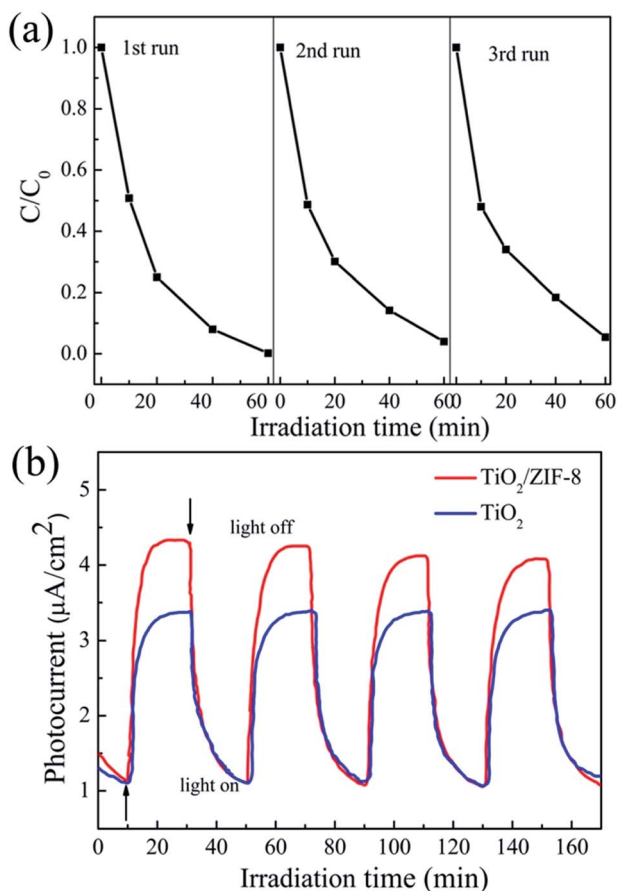 (a)
1.0
0.8
0.6
0.4
0.2
0.0
C/C₀
1st run
2nd run
3rd run
0 20 40 60 0 20 40 60 0 20 40 60
Irradiation time (min)
(b)
5
4
3
2
1
Photocurrent (μA/cm²)
TiO₂/ZIF-8
TiO₂
light off
light on
0 20 40 60 80 100 120 140 160
Irradiation time (min)